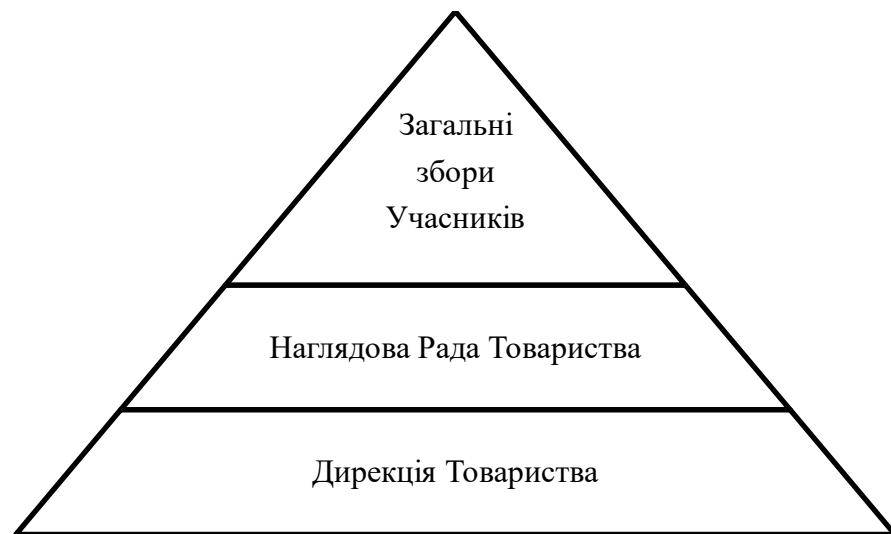 Загальні
збори
Учасників
Наглядова Рада Товариства
Дирекція Товариства